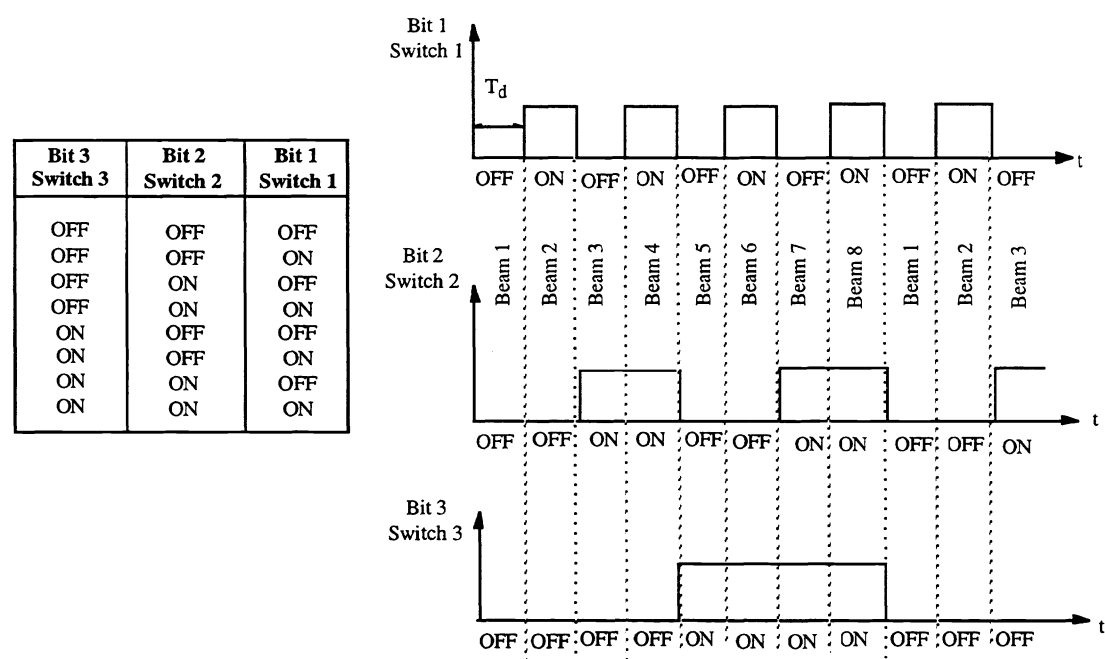 Bit 3 Bit 2 Bit 1
Switch 3 Switch 2 Switch 1
OFF OFF OFF
OFF OFF ON
OFF ON OFF
OFF ON ON
ON OFF OFF
ON OFF ON
ON ON OFF
ON ON ON
Bit 1
Switch 1
Td
t
OFF ON OFF ON OFF ON OFF ON OFF ON OFF
Bit 2
Switch 2
Beam 1
Beam 2
Beam 3
Beam 4
Beam 5
Beam 6
Beam 7
Beam 8
Beam 1
Beam 2
Beam 3
t
OFF OFF ON ON OFF OFF ON ON OFF OFF ON
Bit 3
Switch 3
t
OFF OFF OFF OFF ON ON ON ON OFF OFF OFF